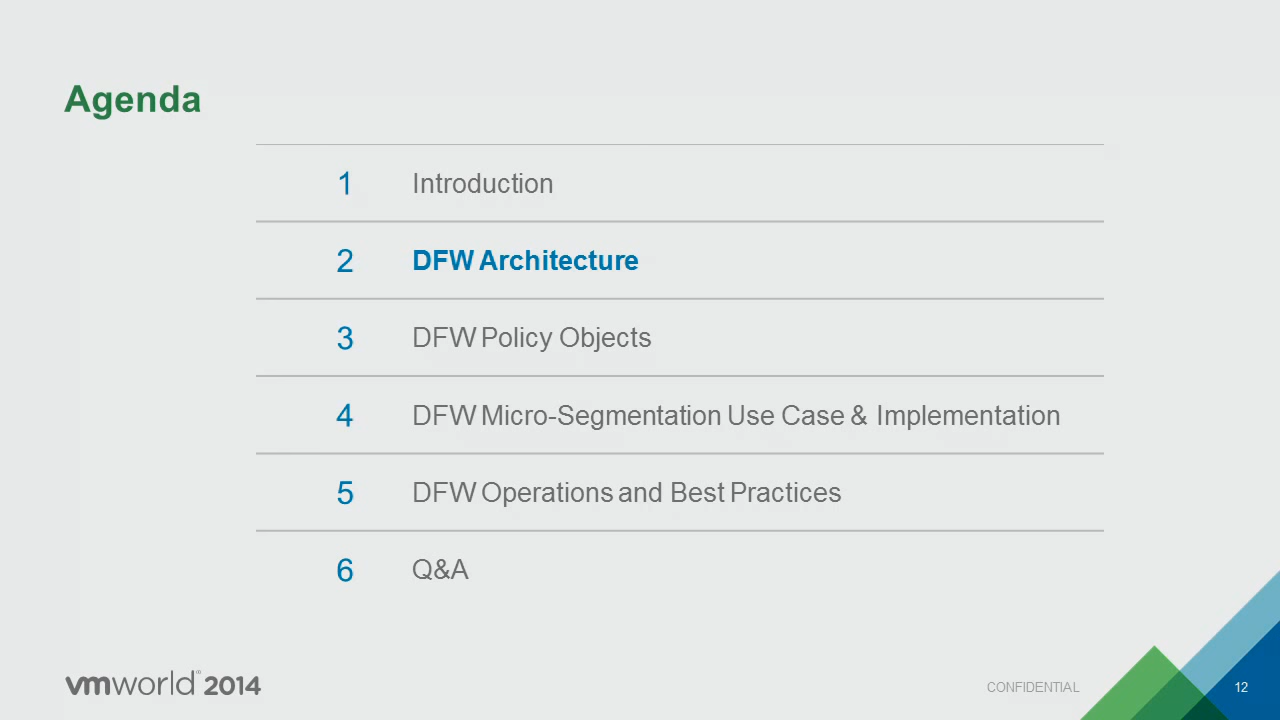 Agenda
1 Introduction
2 DFW Architecture
3 DFW Policy Objects
4 DFW Micro-Segmentation Use Case & Implementation
5 DFW Operations and Best Practices
6 Q&A
vmworld® 2014
CONFIDENTIAL 12